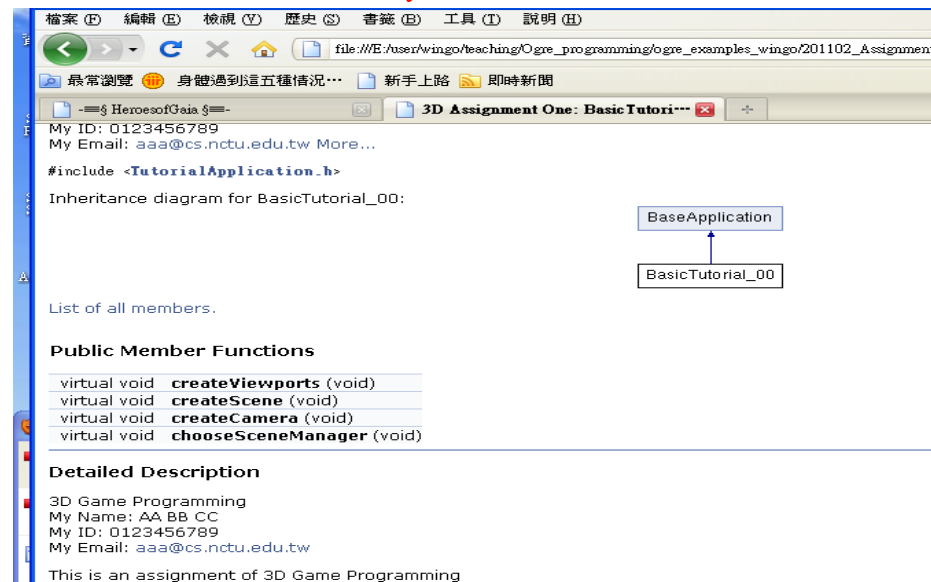 檔案 (F) 編輯 (E) 檢視 (V) 歷史 (S) 書籤 (B) 工具 (T) 說明 (H)
file:///E:/user/wingo/teaching/Ogre_programming/ogre_examples_wingo/201102_Assignmen
最常瀏覽 身體遇到這五種情況⋯ 新手上路 即時新聞
-==§ HeroesofGaia §==- 3D Assignment One: BasicTutori⋯
My ID: 0123456789
My Email: aaa@cs.nctu.edu.tw More...
#include <TutorialApplication.h>
Inheritance diagram for BasicTutorial_00:
BaseApplication
BasicTutorial_00
List of all members.
Public Member Functions
virtual void createViewports (void)
virtual void createScene (void)
virtual void createCamera (void)
virtual void chooseSceneManager (void)
Detailed Description
3D Game Programming
My Name: AA BB CC
My ID: 0123456789
My Email: aaa@cs.nctu.edu.tw
This is an assignment of 3D Game Programming